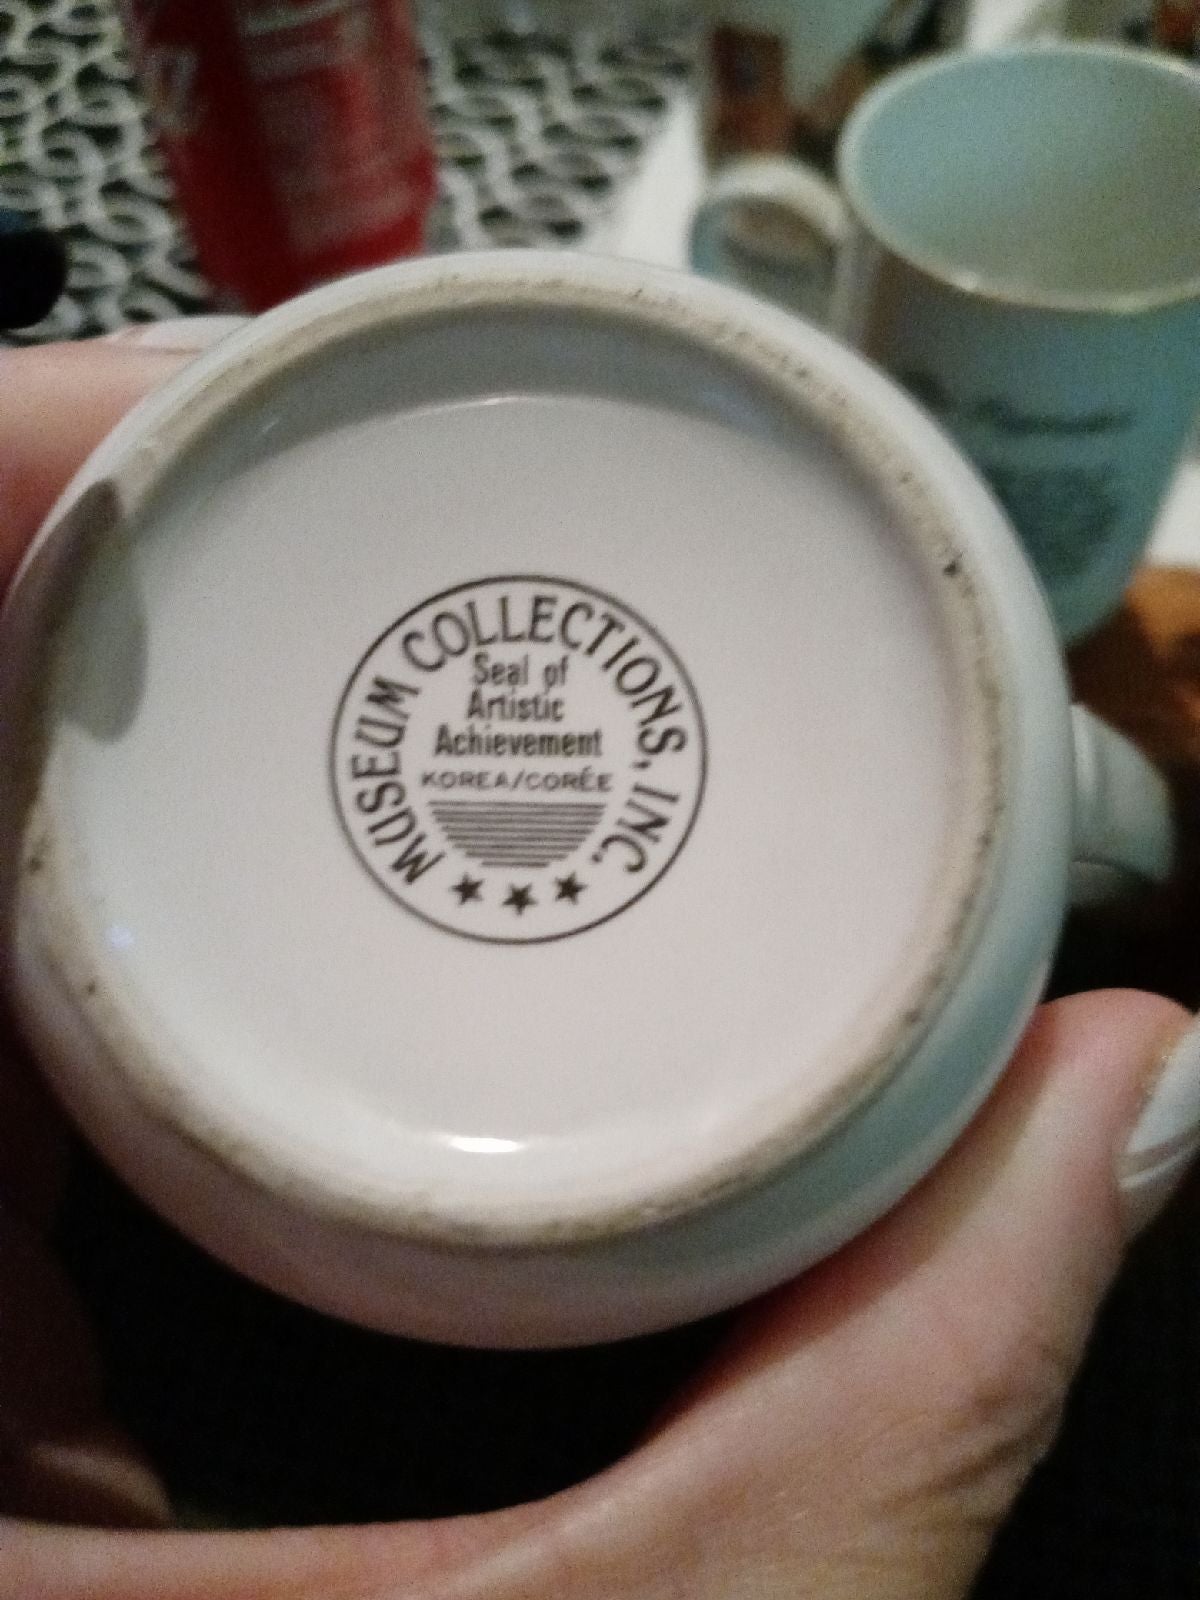 MUSEUM COLLECTIONS, INC.
Seal of
Artistic
Achievement
KOREA/CORÉE